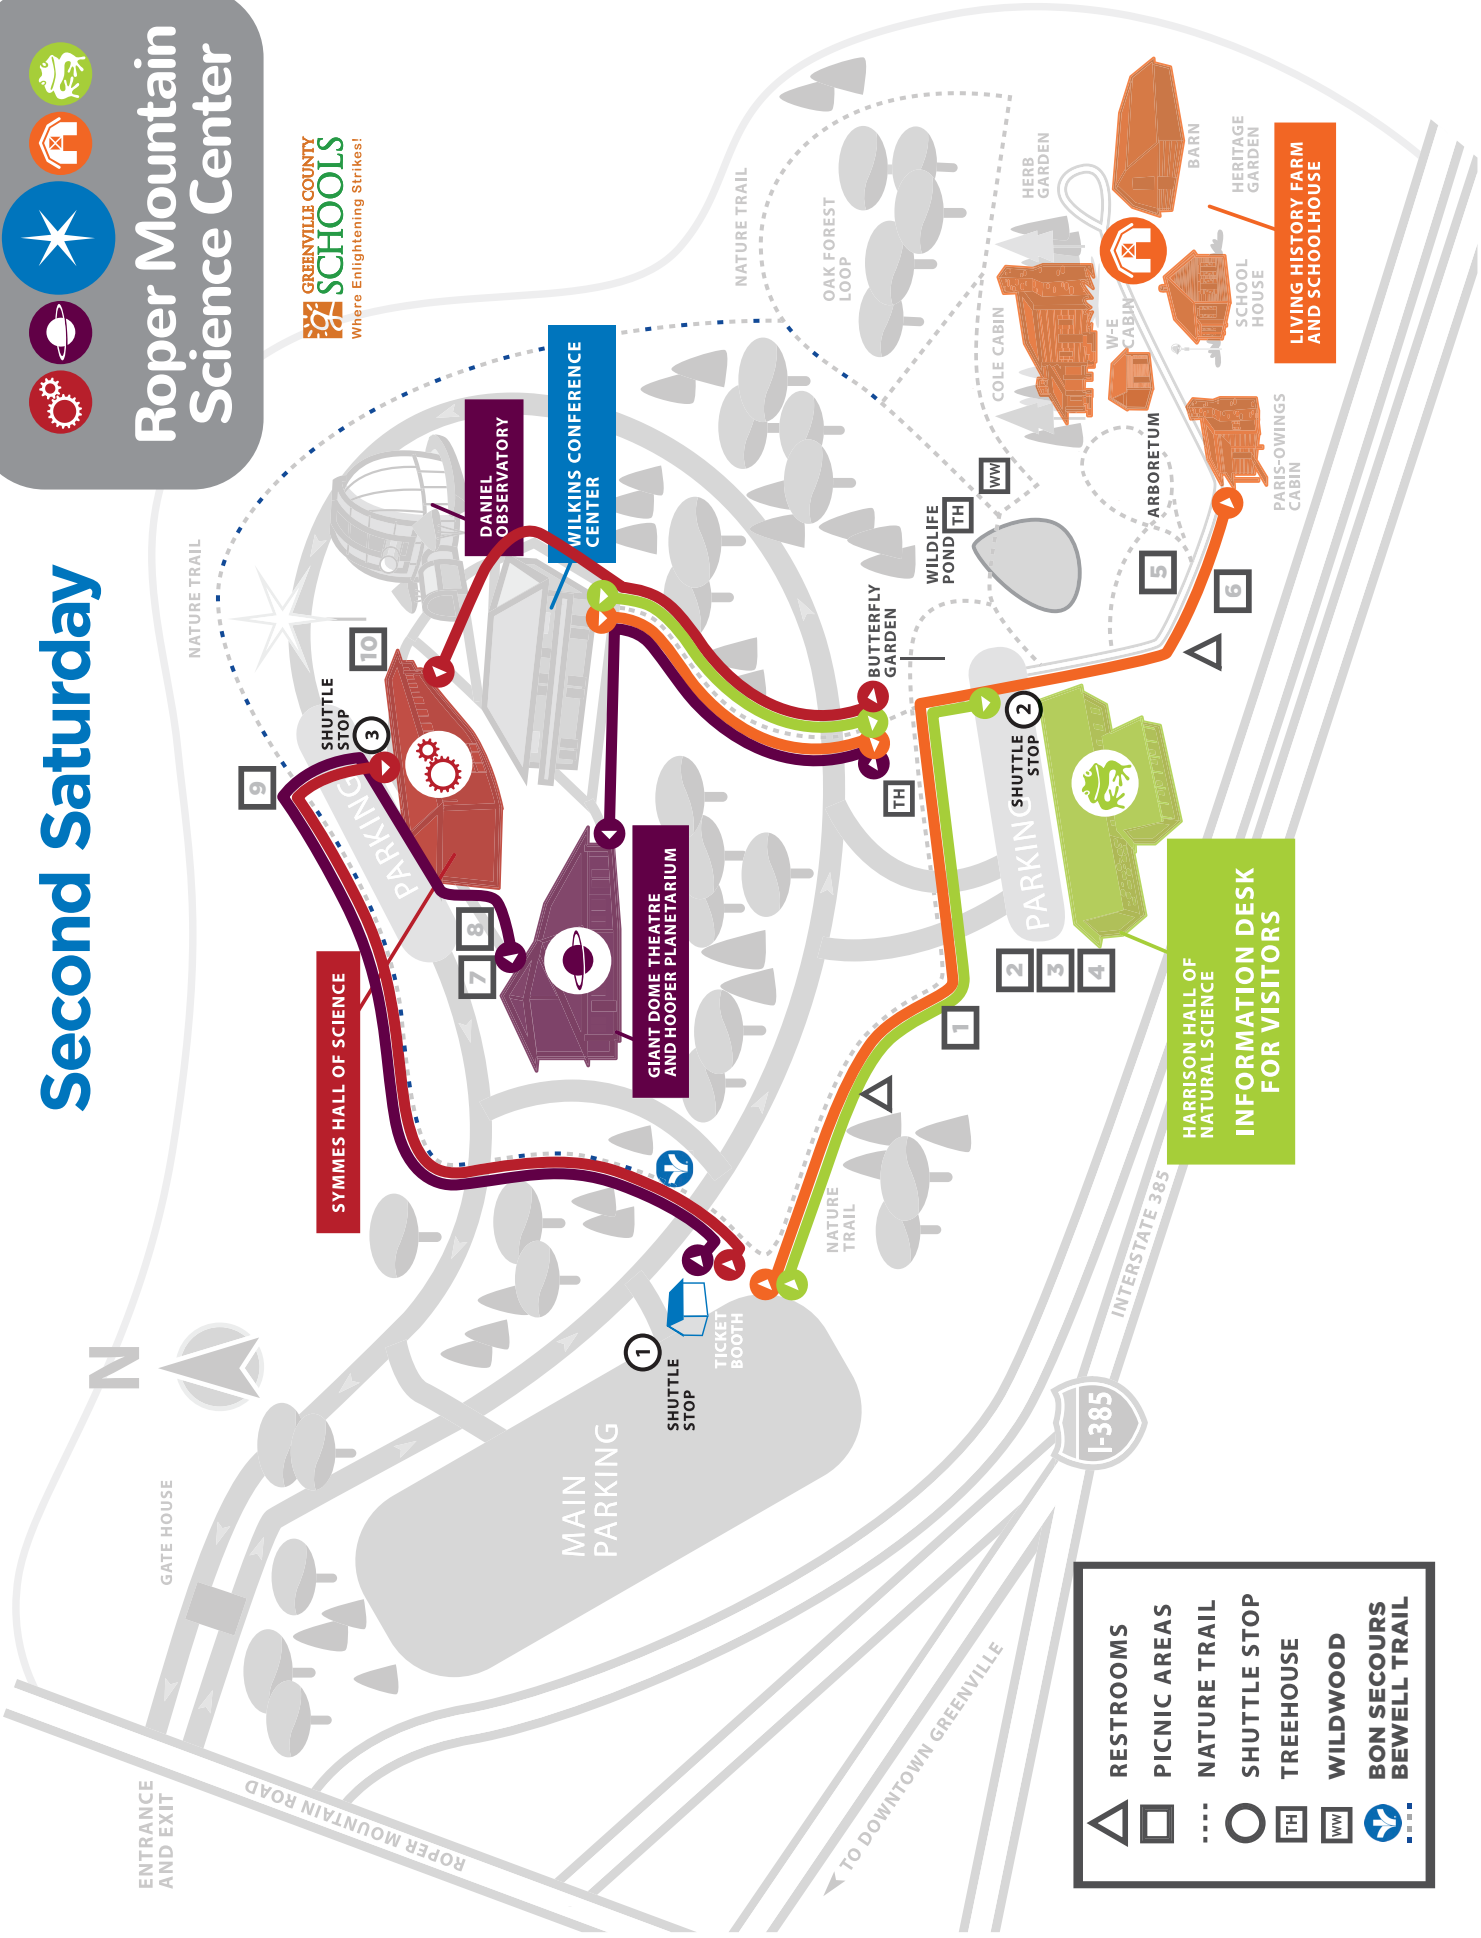 Second Saturday
Roper Mountain
Science Center
GREENVILLE COUNTY
SCHOOLS
Where Enlightening Strikes!
N
ENTRANCE
AND EXIT
GATE HOUSE
ROPER MOUNTAIN ROAD
NATURE TRAIL
9
SHUTTLE
STOP
3
10
PARKING
SYMMES HALL OF SCIENCE
7
8
DANIEL
OBSERVATORY
WILKINS CONFERENCE
CENTER
GIANT DOME THEATRE
AND HOOPER PLANETARIUM
MAIN
PARKING
1
SHUTTLE
STOP
TICKET
BOOTH
NATURE TRAIL
OAK FOREST
LOOP
NATURE
TRAIL
TH
BUTTERFLY
GARDEN
WILDLIFE
POND
TH
WW
COLE CABIN
HERB
GARDEN
W-E
CABIN
BARN
HERITAGE
GARDEN
SCHOOL
HOUSE
ARBORETUM
PARIS-OWINGS
CABIN
LIVING HISTORY FARM
AND SCHOOLHOUSE
5
6
1
SHUTTLE
STOP
2
PARKING
2
3
4
HARRISON HALL OF
NATURAL SCIENCE
INFORMATION DESK
FOR VISITORS
INTERSTATE 385
I-385
TO DOWNTOWN GREENVILLE
RESTROOMS
PICNIC AREAS
NATURE TRAIL
SHUTTLE STOP
TH
TREEHOUSE
WW
WILDWOOD
BON SECOURS
BEWELL TRAIL